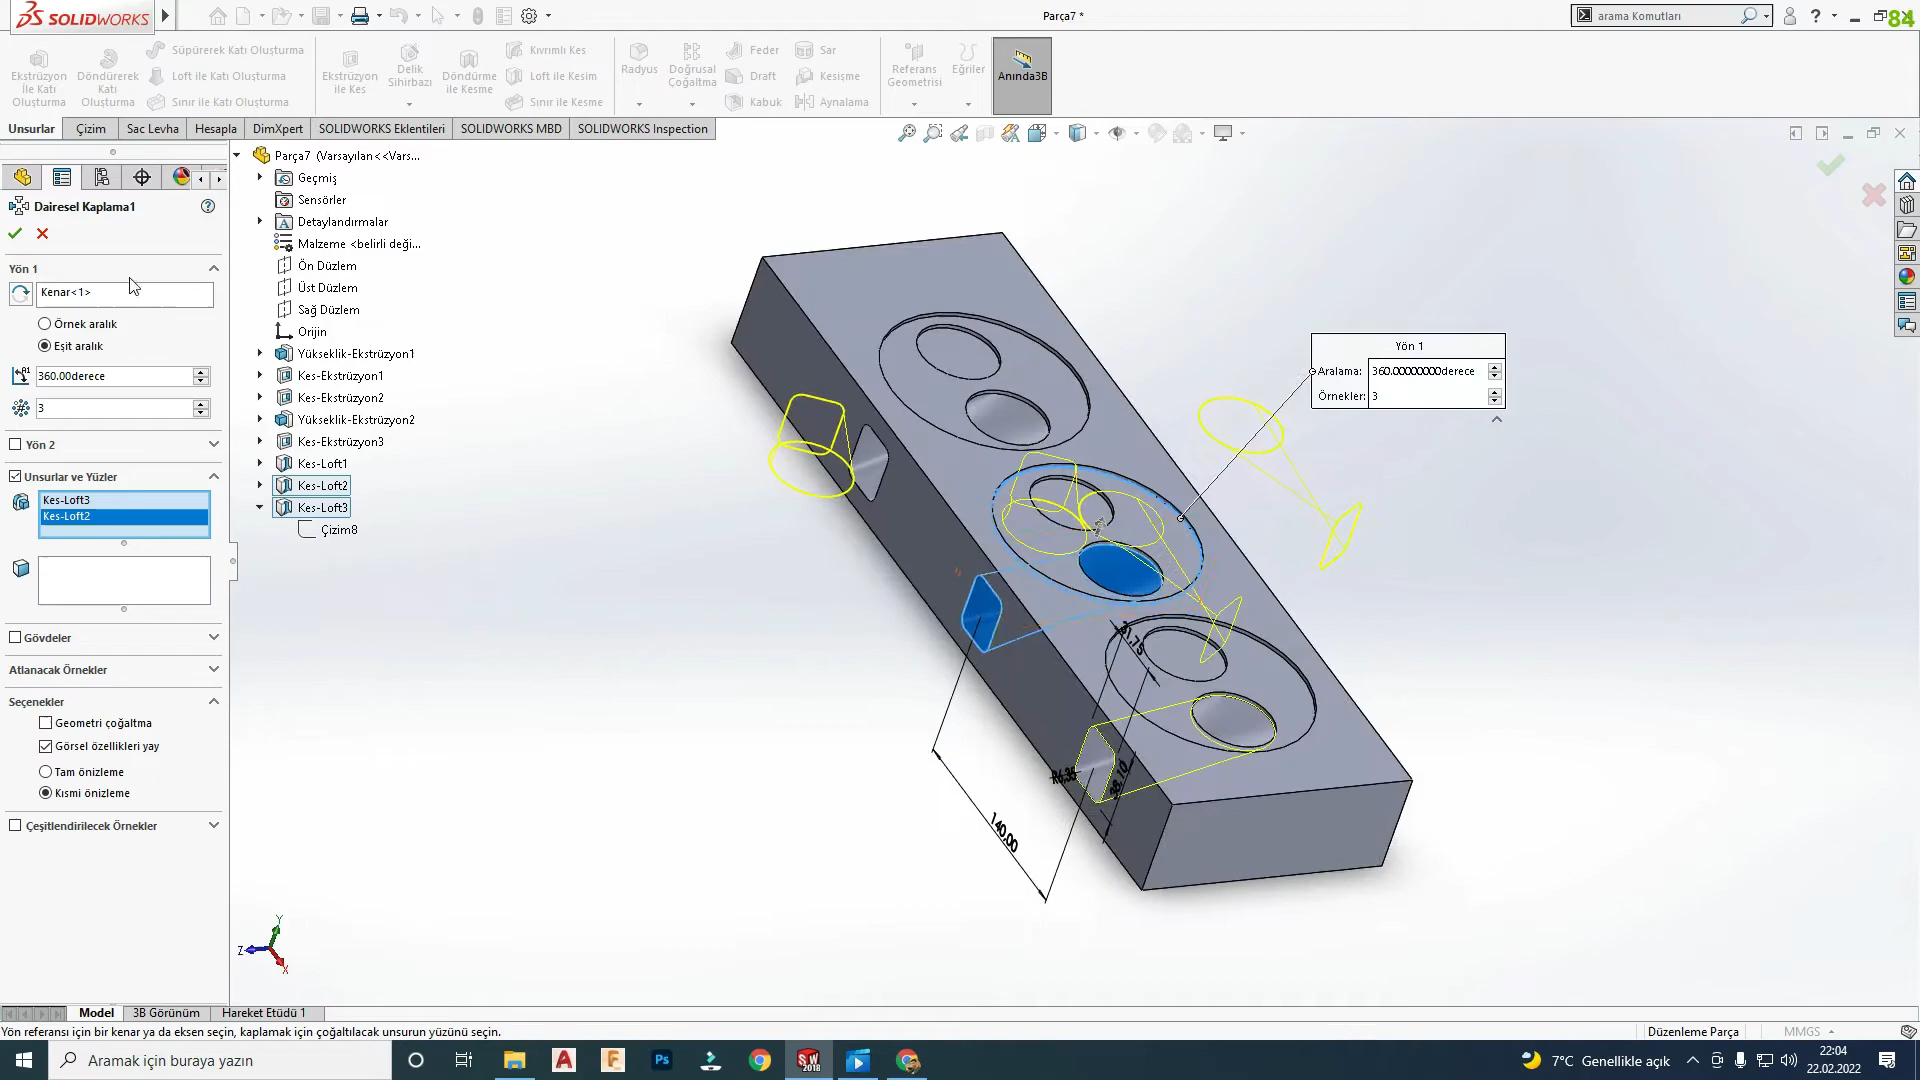 SOLIDWORKS
Parça7 *
arama Komutları
84
Süpürerek Katı Oluşturma
Loft ile Katı Oluşturma
Sınır ile Katı Oluşturma
Ekstrüzyon
İle Katı
Oluşturma
Döndürerek
Katı
Oluşturma
Ekstrüzyon
ile Kes
Delik
Sihirbazı
Döndürme
ile Kesme
Kıvrımlı Kes
Loft ile Kesim
Sınır ile Kesme
Radyus
Doğrusal
Çoğaltma
Feder
Draft
Kabuk
Sar
Kesişme
Aynalama
Referans
Geometrisi
Eğriler
Anında3B
Unsurlar
Çizim
Sac Levha
Hesapla
DimXpert
SOLIDWORKS Eklentileri
SOLIDWORKS MBD
SOLIDWORKS Inspection
Dairesel Kaplama1
Yön 1
Kenar<1>
Örnek aralık
Eşit aralık
360.00derece
3
Yön 2
Unsurlar ve Yüzler
Kes-Loft3
Kes-Loft2
Gövdeler
Atlanacak Örnekler
Seçenekler
Geometri çoğaltma
Görsel özellikleri yay
Tam önizleme
Kısmi önizleme
Çeşitlendirilecek Örnekler
Parça7 (Varsayılan<<Vars...
Geçmiş
Sensörler
Detaylandırmalar
Malzeme <belirli deği...
Ön Düzlem
Üst Düzlem
Sağ Düzlem
Orijin
Yükseklik-Ekstrüzyon1
Kes-Ekstrüzyon1
Kes-Ekstrüzyon2
Yükseklik-Ekstrüzyon2
Kes-Ekstrüzyon3
Kes-Loft1
Kes-Loft2
Kes-Loft3
Çizim8
Yön 1
Aralama: 360.00000000derece
Örnekler: 3
31,75
R6,35
38,10
140,00
Y
Z
X
Model
3B Görünüm
Hareket Etüdü 1
Yön referansı için bir kenar ya da eksen seçin, kaplamak için çoğaltılacak unsurun yüzünü seçin.
Düzenleme Parça
MMGS
Aramak için buraya yazın
7°C Genellikle açık
22:04
22.02.2022